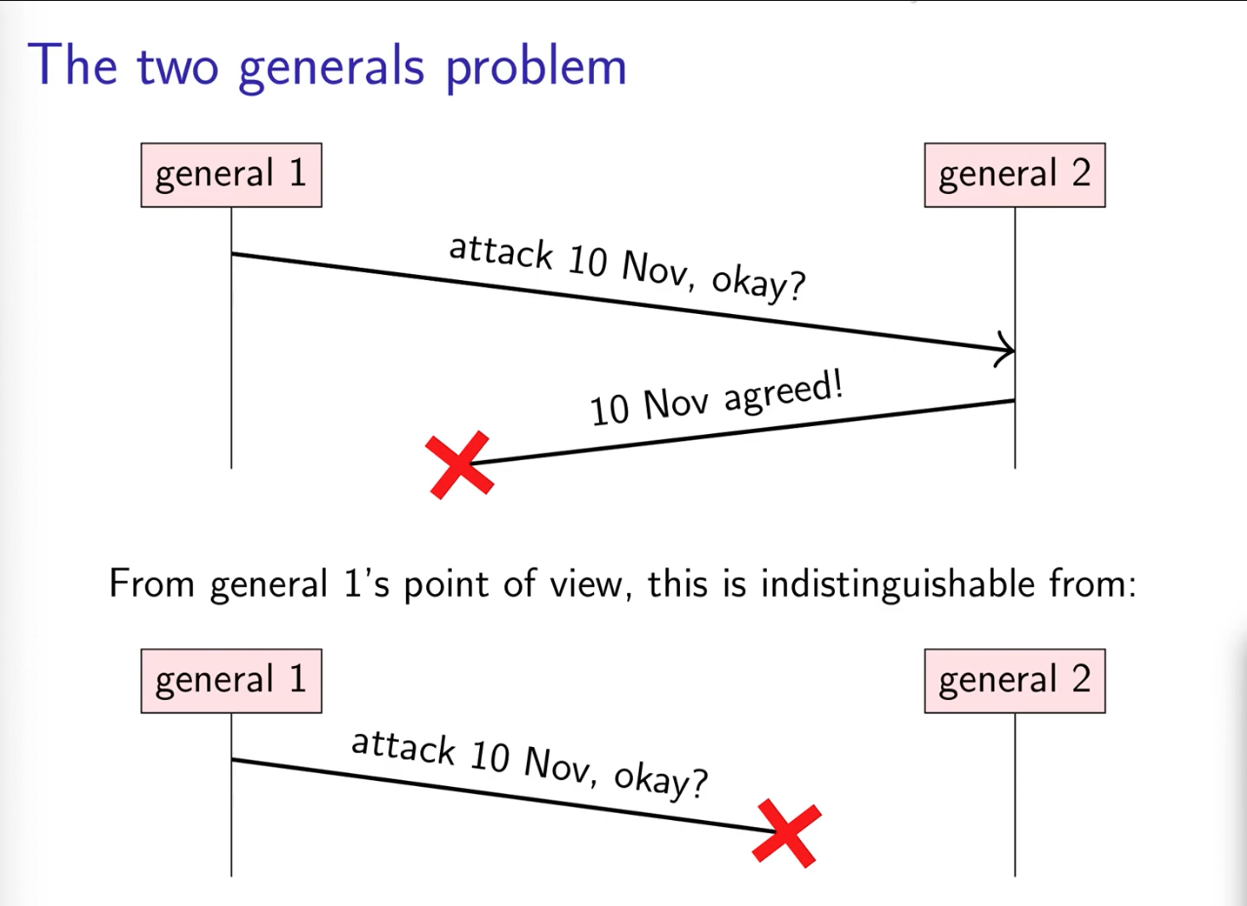 The two generals problem
general 1
general 2
attack 10 Nov, okay?
10 Nov agreed!
From general 1's point of view, this is indistinguishable from:
general 1
general 2
attack 10 Nov, okay?